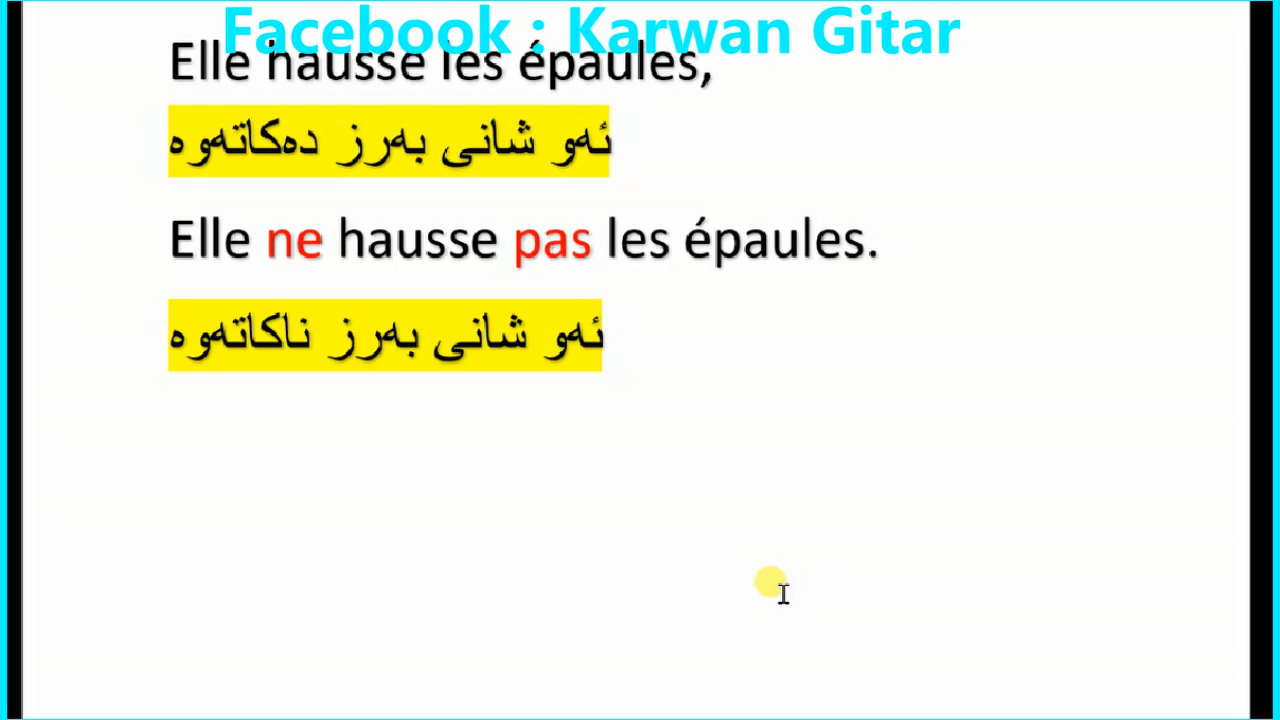 Facebook : Karwan Gitar
Elle hausse les épaules,
ئەو شانی بەرز دەکاتەوە
Elle ne hausse pas les épaules.
ئەو شانی بەرز ناکاتەوە